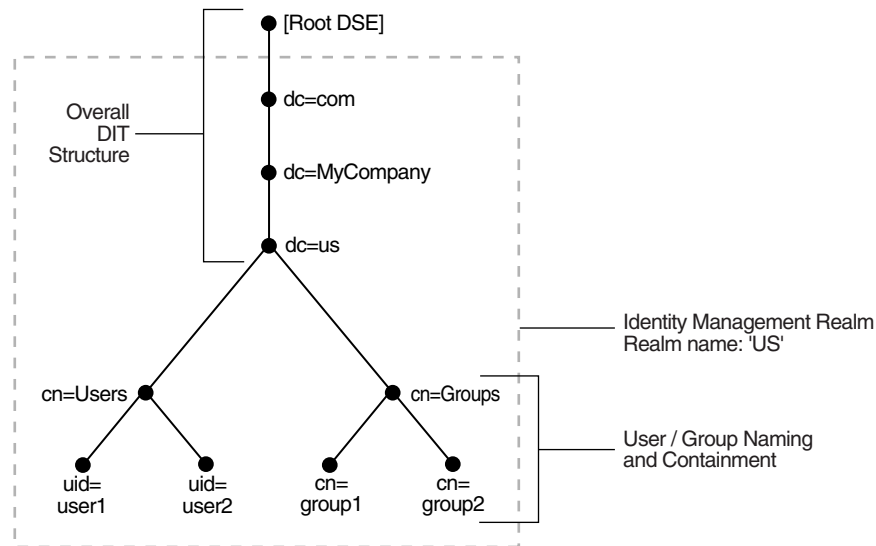 [Root DSE]
dc=com
Overall
DIT
Structure
dc=MyCompany
dc=us
Identity Management Realm
Realm name: 'US'
cn=Users
cn=Groups
User / Group Naming
and Containment
uid=
user1
uid=
user2
cn=
group1
cn=
group2